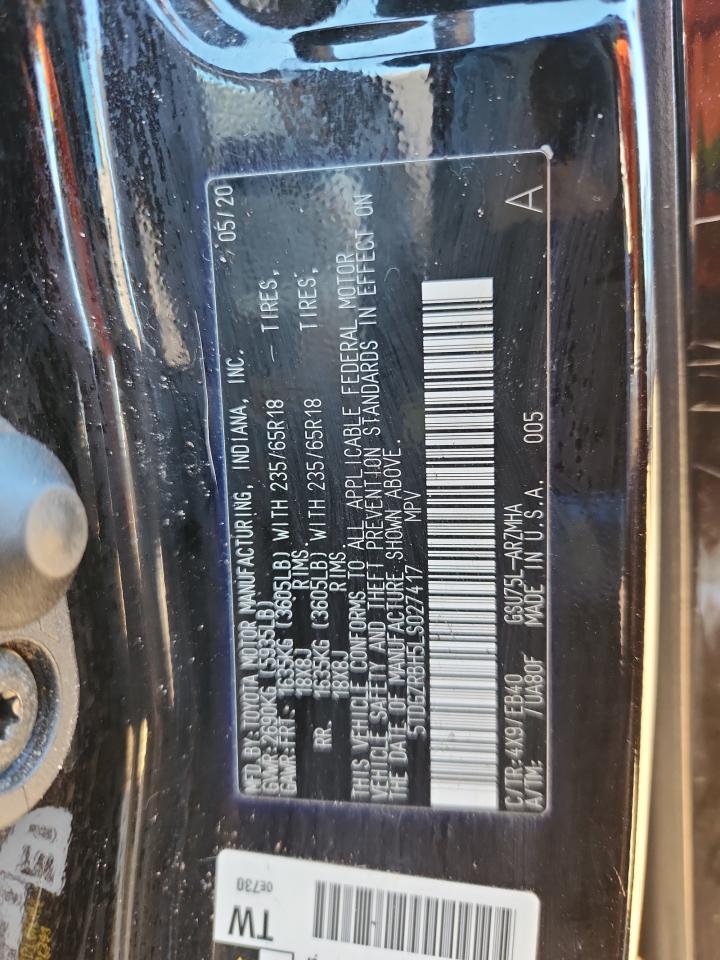 MFD BY: TOYOTA MOTOR MANUFACTURING, INDIANA, INC. 05/20
GVWR: 2690KG (5935LB)
GAWR: FRT. 1635KG (3605LB) WITH 235/65R18 TIRES,
18X8J RIMS
RR. 1635KG (3605LB) WITH 235/65R18 TIRES,
18X8J RIMS
THIS VEHICLE CONFORMS TO ALL APPLICABLE FEDERAL MOTOR
VEHICLE SAFETY AND THEFT PREVENTION STANDARDS IN EFFECT ON
THE DATE OF MANUFACTURE SHOWN ABOVE.
5TDGZRBH5LS027417 MPV
C/TR: 4X9/FB40 GSU75L-ARZMHA A
A/TM: /UA80F MADE IN U.S.A. 005
TW
0E730